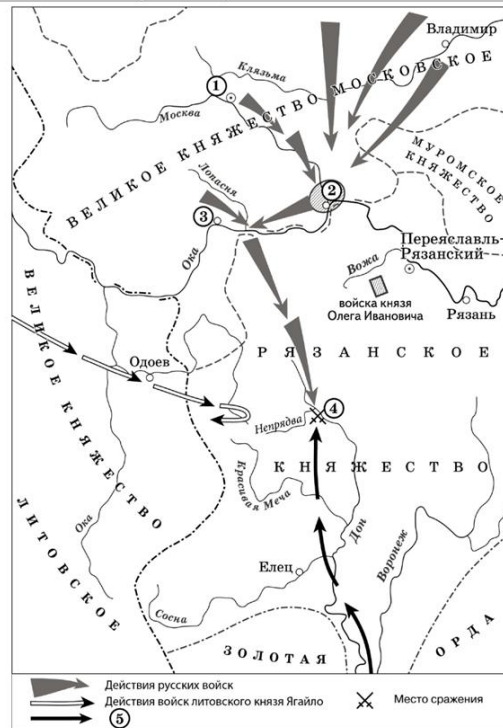 Владимир
Клязьма
1
Москва
ВЕЛИКОЕ КНЯЖЕСТВО МОСКОВСКОЕ
МУРОМСКОЕ
КНЯЖЕСТВО
Лопасня
2
3
Ока
Переяславль-
Рязанский
Вожа
войска князя
Олега Ивановича
Рязань
ВЕЛИКОЕ КНЯЖЕСТВО
ЛИТОВСКОЕ
Одоев
РЯЗАНСКОЕ
4
Непрядва
КНЯЖЕСТВО
Красивая Меча
Ока
Дон
Воронеж
Елец
Сосна
ЗОЛОТАЯ
ОРДА
Действия русских войск
Действия войск литовского князя Ягайло
5
Место сражения